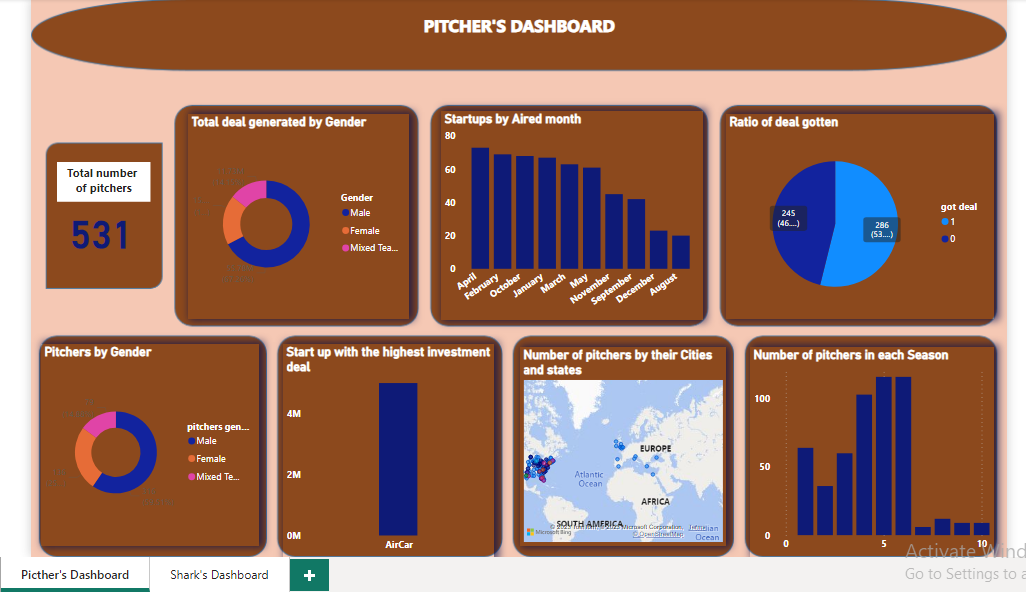 PITCHER'S DASHBOARD
Total number
of pitchers
531
Total deal generated by Gender
Gender
Male
Female
Mixed Tea...
Startups by Aired month
80
60
40
20
0
April
February
October
January
March
May
November
September
December
August
Ratio of deal gotten
245
(46....)
286
(53....)
got deal
1
0
Pitchers by Gender
pitchers gen...
Male
Female
Mixed Te...
Start up with the highest investment
deal
4M
2M
0M
AirCar
Number of pitchers by their Cities
and states
EUROPE
Atlantic
Ocean
AFRICA
SOUTH AMERICA
Microsoft Corporation,
Ocean
Microsoft Bing
© OpenStreetMap
Number of pitchers in each Season
100
50
0
0
5
10
Activate Wind
Go to Settings to a
Picther's Dashboard
Shark's Dashboard
+